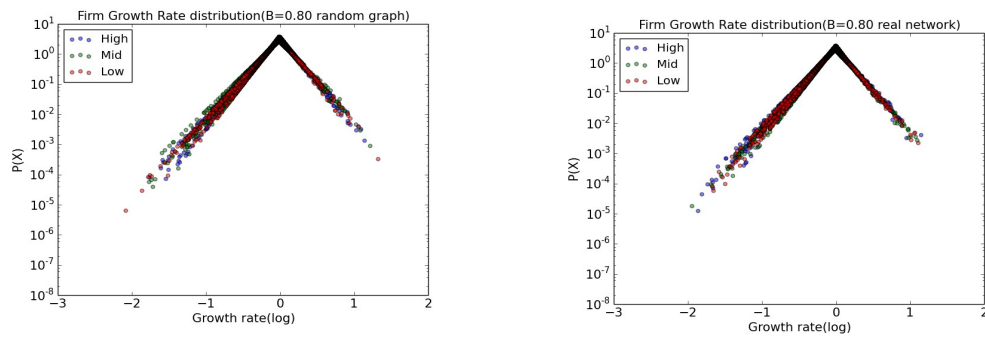 Firm Growth Rate distribution(B=0.80 random graph)
10^1
10^0
10^-1
10^-2
10^-3
10^-4
10^-5
10^-6
10^-7
10^-8
P(X)
High
Mid
Low
−3 −2 −1 0 1 2
Growth rate(log)
Firm Growth Rate distribution(B=0.80 real network)
10^1
10^0
10^-1
10^-2
10^-3
10^-4
10^-5
10^-6
10^-7
10^-8
P(X)
High
Mid
Low
−3 −2 −1 0 1 2
Growth rate(log)